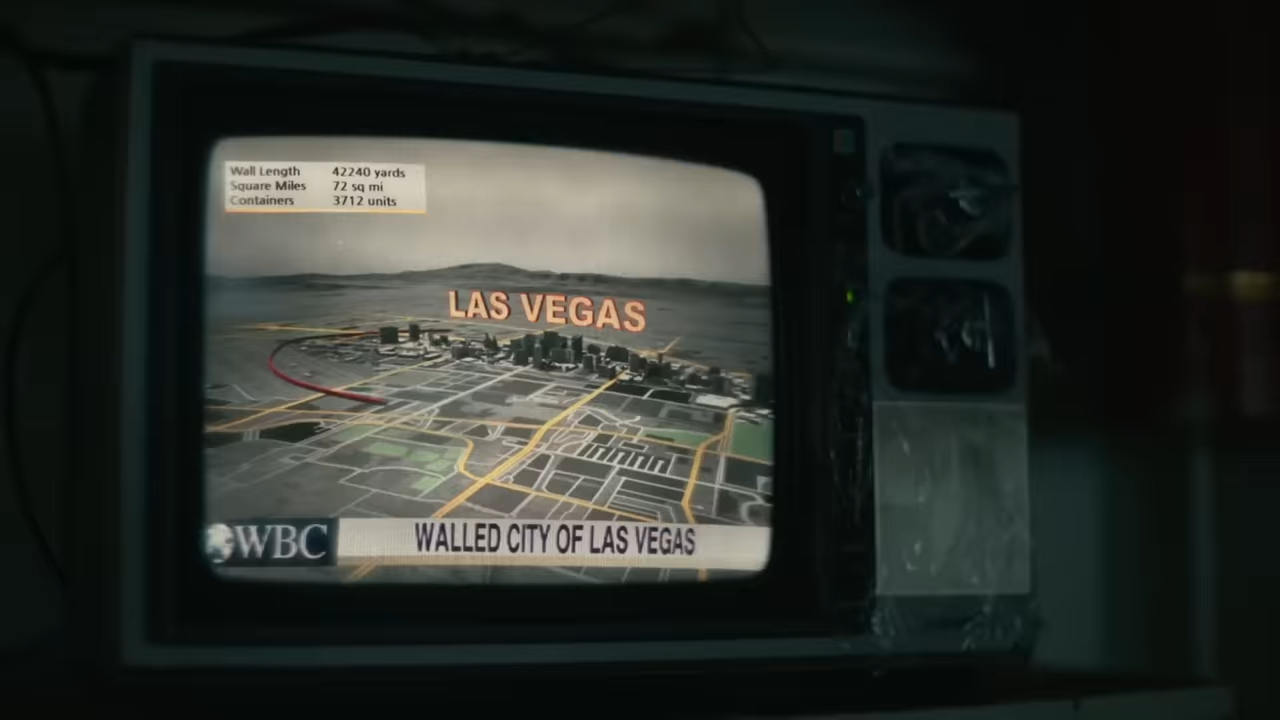 Wall Length 42240 yards
Square Miles 72 sq mi
Containers 3712 units
LAS VEGAS
WBC WALLED CITY OF LAS VEGAS